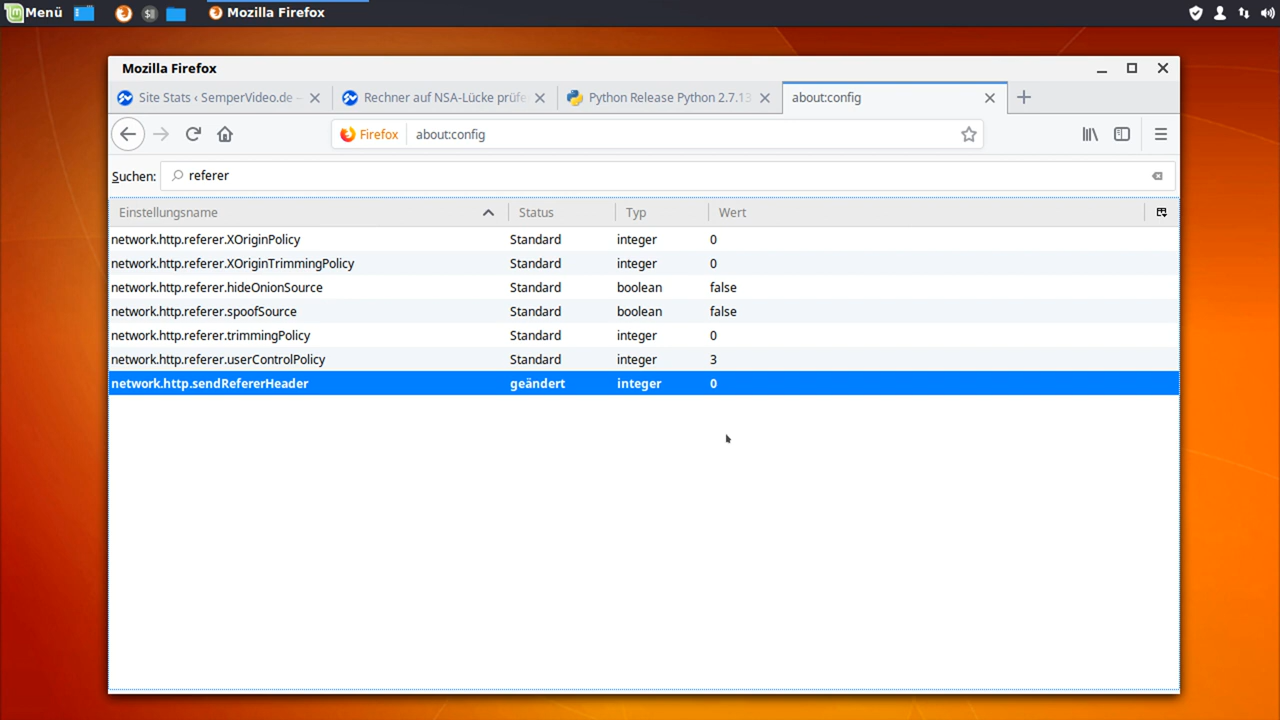 Menü Mozilla Firefox
Mozilla Firefox
Site Stats ‹ SemperVideo.de – Rechner auf NSA-Lücke prüfe Python Release Python 2.7.13 about:config
Firefox about:config
Suchen: referer
Einstellungsname Status Typ Wert
network.http.referer.XOriginPolicy Standard integer 0
network.http.referer.XOriginTrimmingPolicy Standard integer 0
network.http.referer.hideOnionSource Standard boolean false
network.http.referer.spoofSource Standard boolean false
network.http.referer.trimmingPolicy Standard integer 0
network.http.referer.userControlPolicy Standard integer 3
network.http.sendRefererHeader geändert integer 0